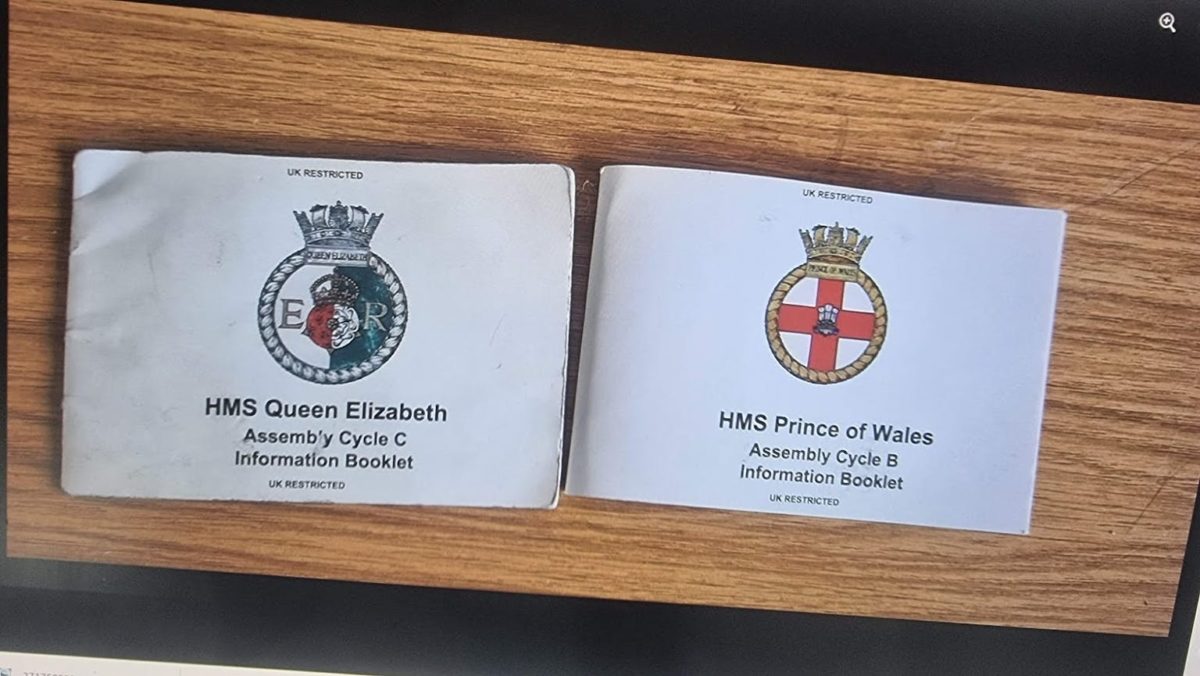 UK RESTRICTED
QUEEN ELIZABETH
E R
HMS Queen Elizabeth
Assembly Cycle C
Information Booklet
UK RESTRICTED
UK RESTRICTED
PRINCE OF WALES
HMS Prince of Wales
Assembly Cycle B
Information Booklet
UK RESTRICTED